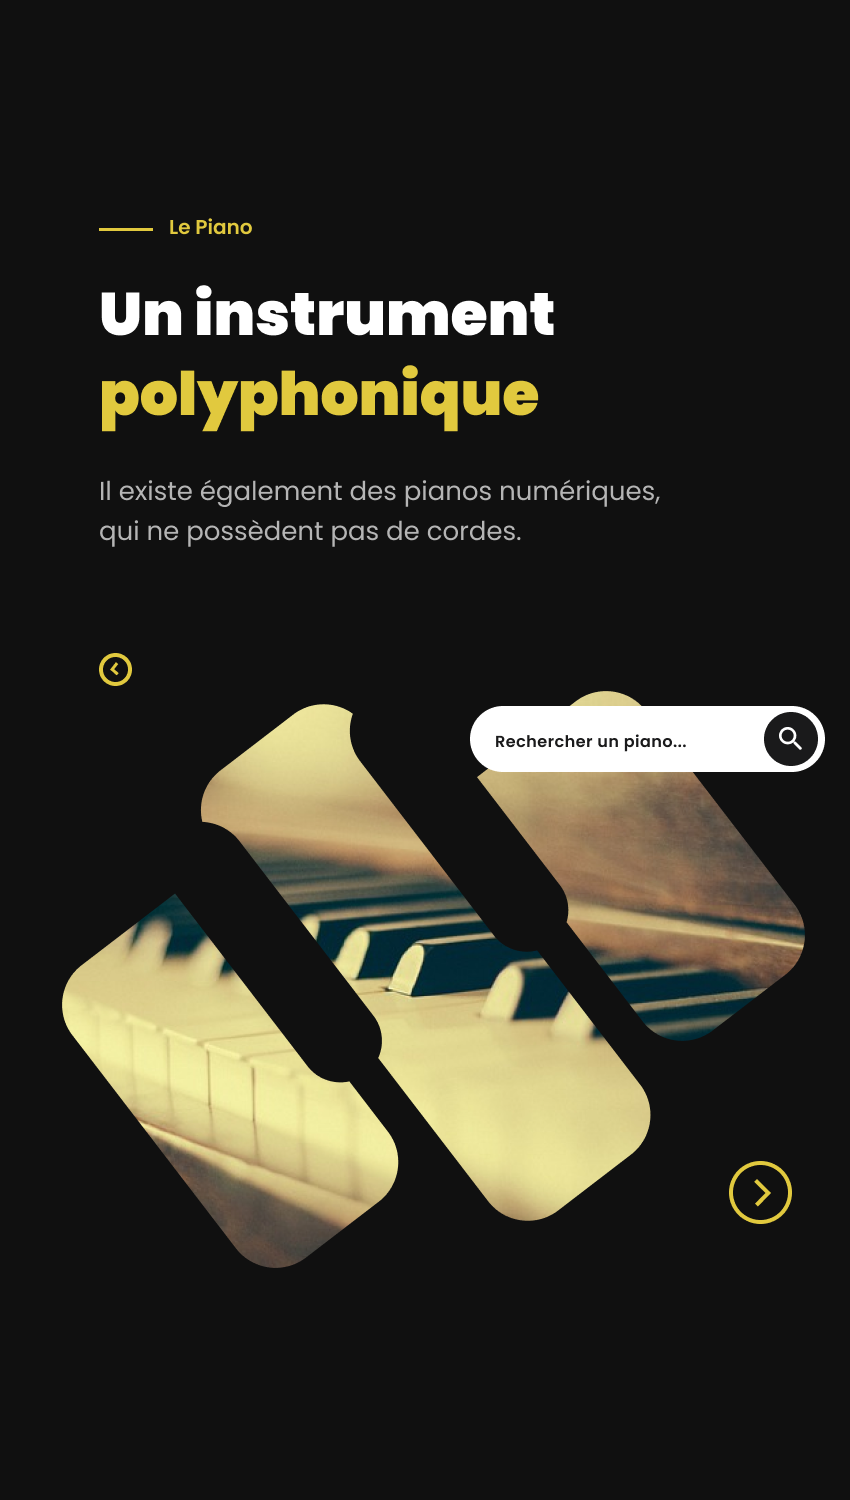 Le Piano
Un instrument
polyphonique
Il existe également des pianos numériques,
qui ne possèdent pas de cordes.
Rechercher un piano...